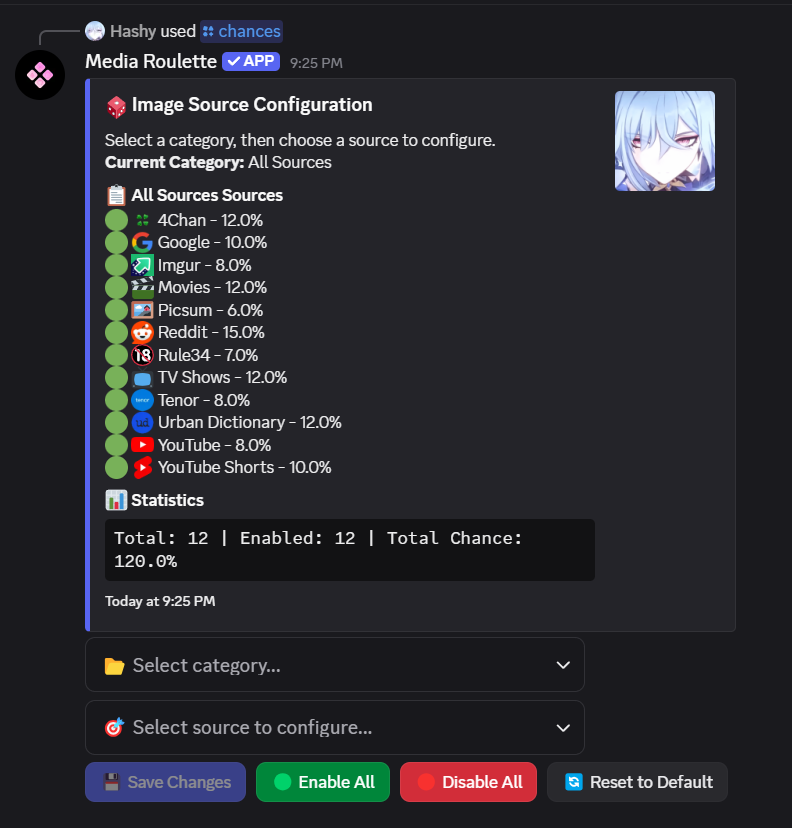 Hashy used chances
Media Roulette ✓ APP 9:25 PM
Image Source Configuration
Select a category, then choose a source to configure.
Current Category: All Sources
All Sources Sources
4Chan - 12.0%
Google - 10.0%
Imgur - 8.0%
Movies - 12.0%
Picsum - 6.0%
Reddit - 15.0%
18 Rule34 - 7.0%
TV Shows - 12.0%
tenor Tenor - 8.0%
ud Urban Dictionary - 12.0%
YouTube - 8.0%
YouTube Shorts - 10.0%
Statistics
Total: 12 | Enabled: 12 | Total Chance:
120.0%
Today at 9:25 PM
Select category...
Select source to configure...
Save Changes Enable All Disable All Reset to Default